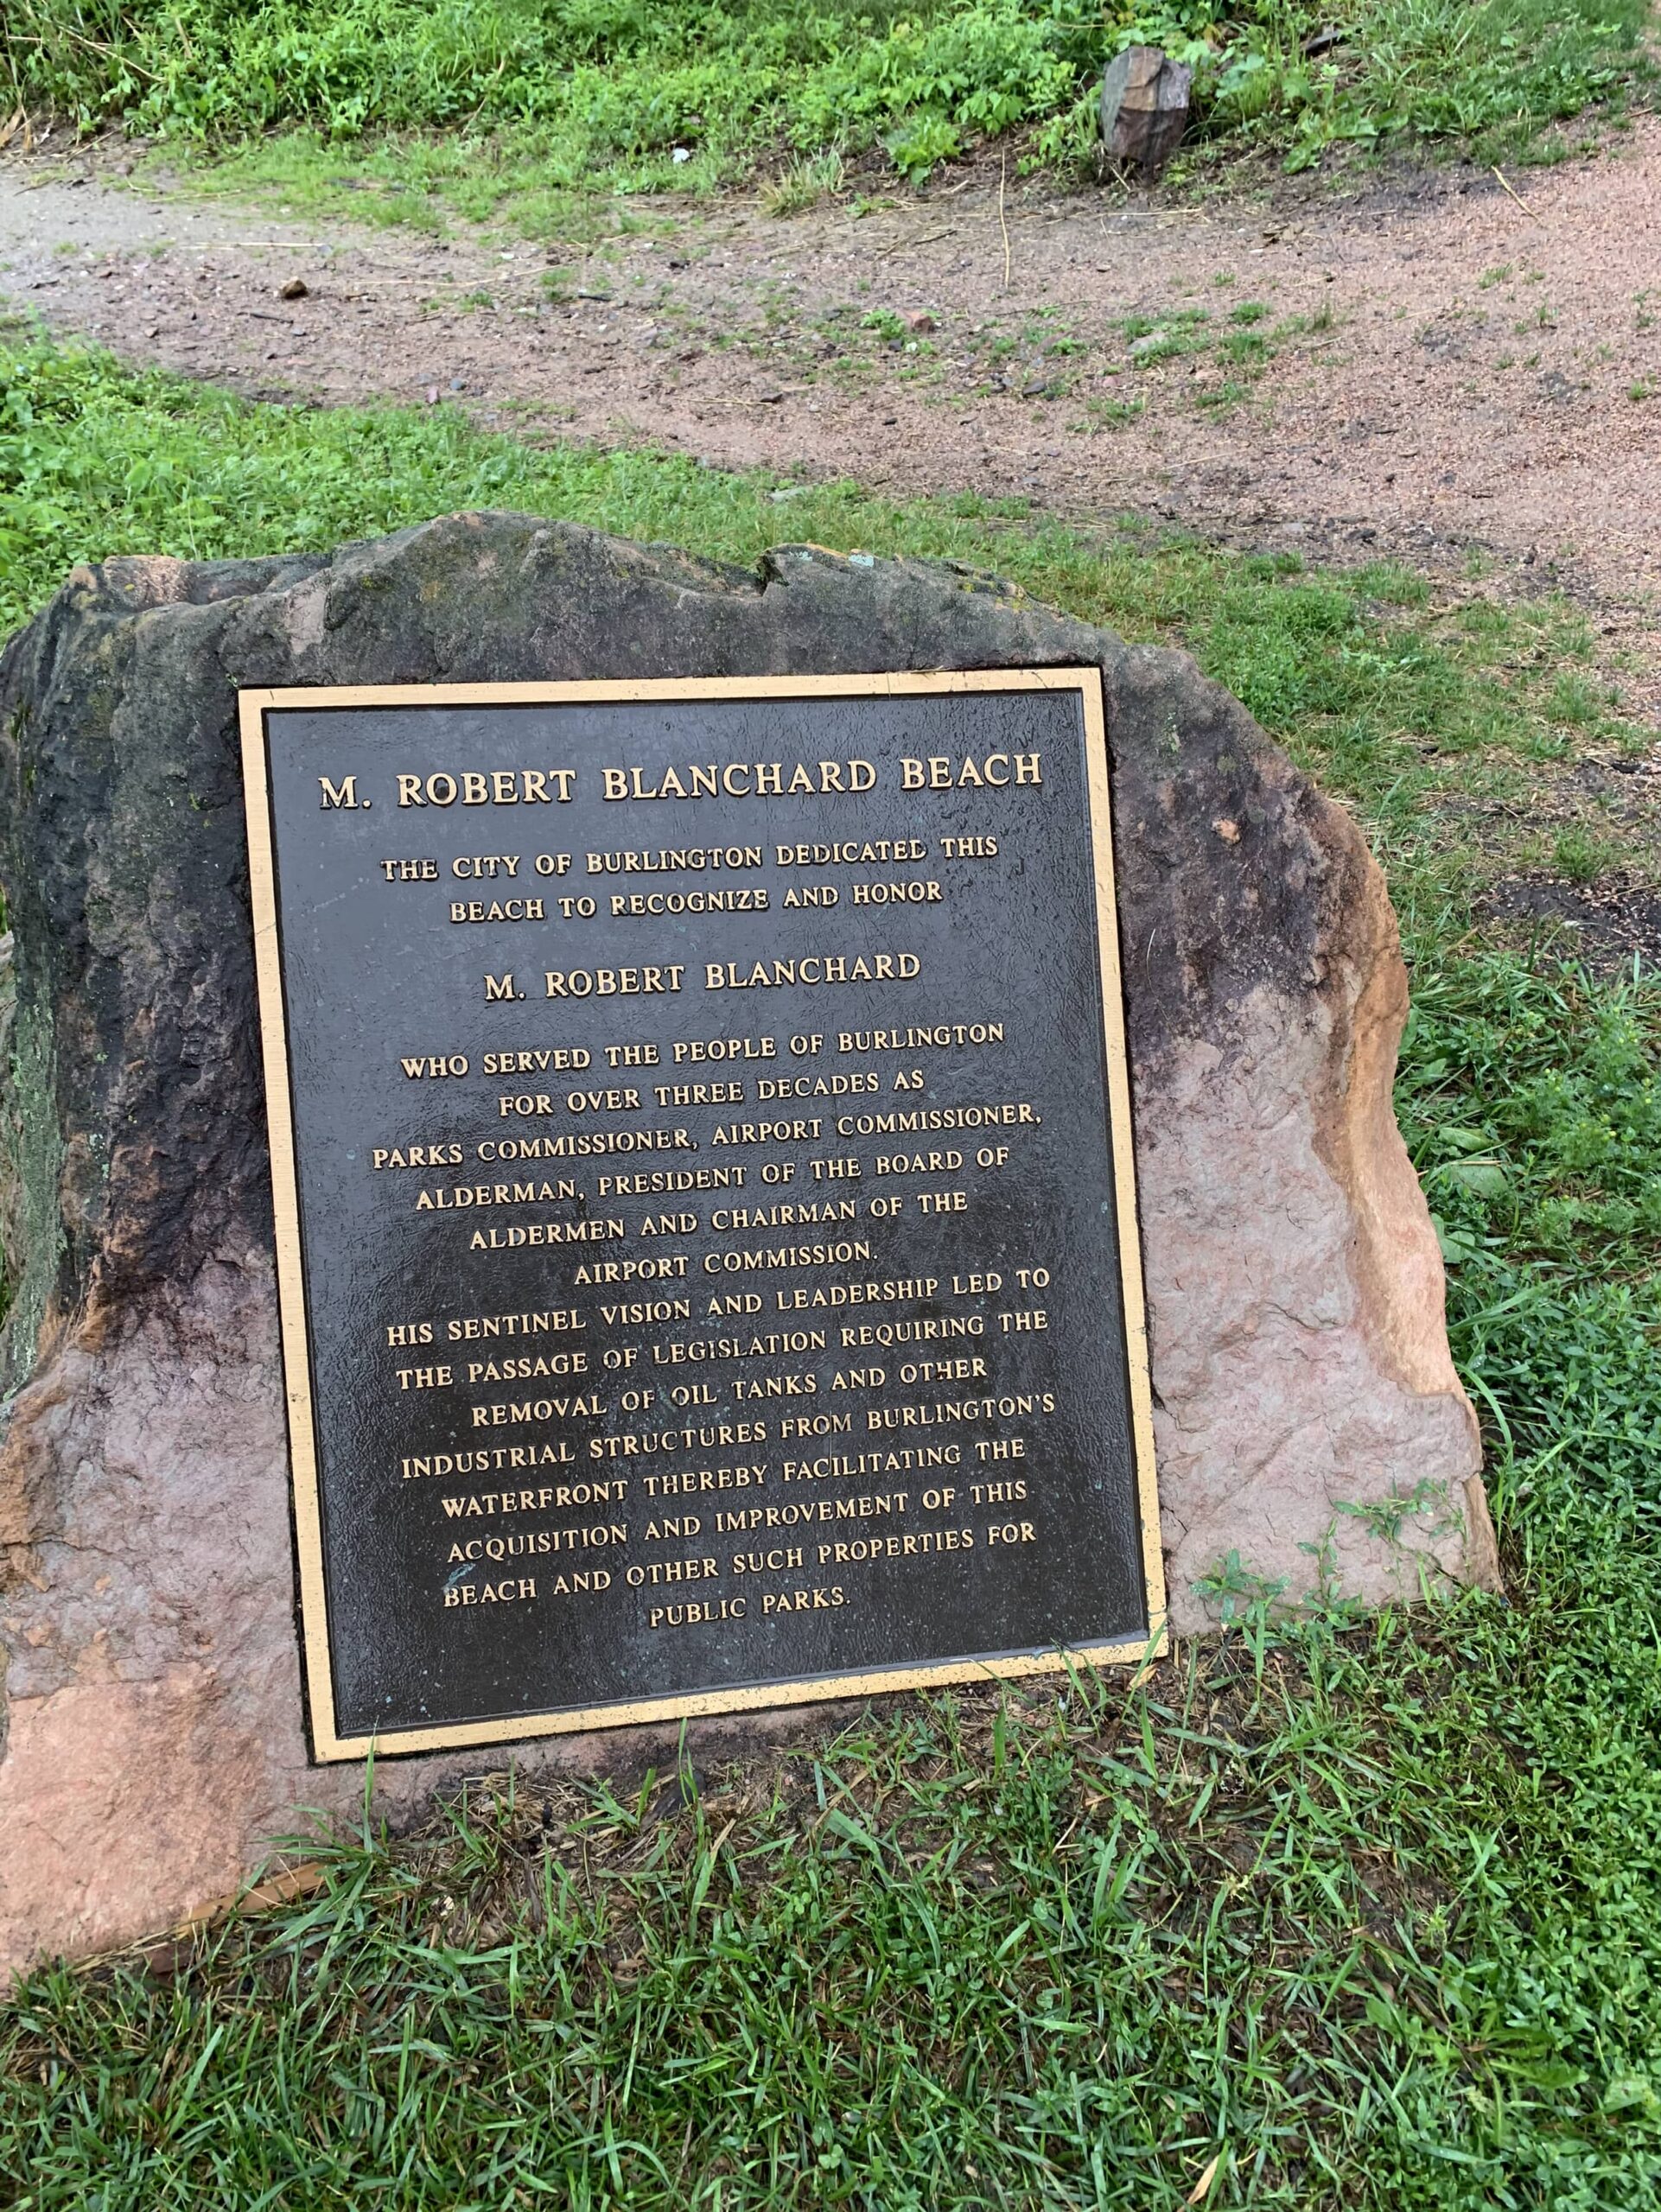 M. ROBERT BLANCHARD BEACH
THE CITY OF BURLINGTON DEDICATED THIS
BEACH TO RECOGNIZE AND HONOR
M. ROBERT BLANCHARD
WHO SERVED THE PEOPLE OF BURLINGTON
FOR OVER THREE DECADES AS
PARKS COMMISSIONER, AIRPORT COMMISSIONER,
ALDERMAN, PRESIDENT OF THE BOARD OF
ALDERMEN AND CHAIRMAN OF THE
AIRPORT COMMISSION.
HIS SENTINEL VISION AND LEADERSHIP LED TO
THE PASSAGE OF LEGISLATION REQUIRING THE
REMOVAL OF OIL TANKS AND OTHER
INDUSTRIAL STRUCTURES FROM BURLINGTON'S
WATERFRONT THEREBY FACILITATING THE
ACQUISITION AND IMPROVEMENT OF THIS
BEACH AND OTHER SUCH PROPERTIES FOR
PUBLIC PARKS.